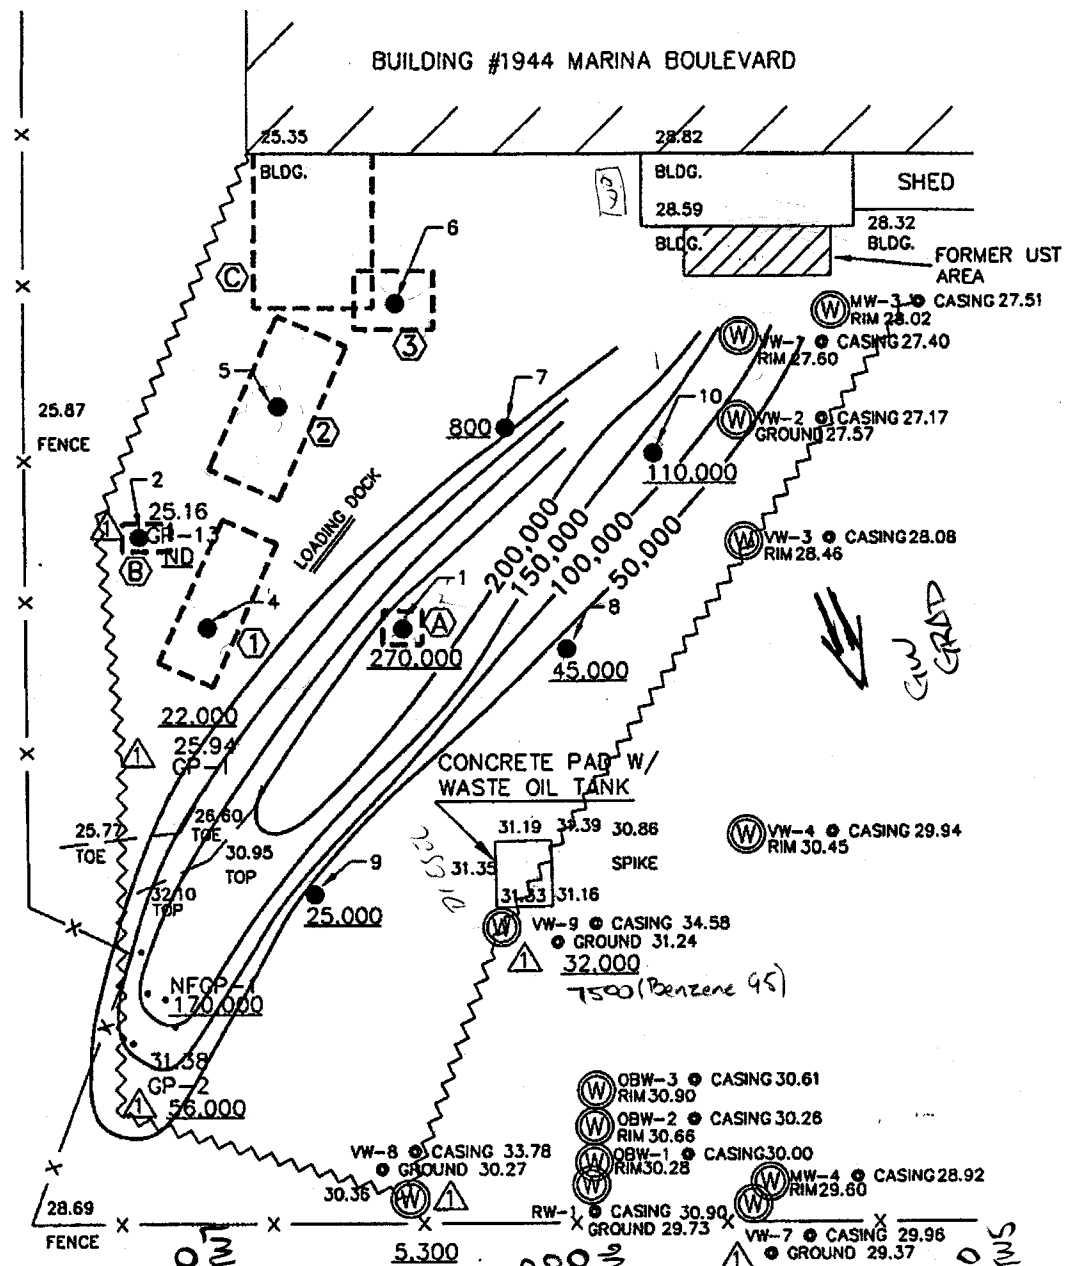 BUILDING #1944 MARINA BOULEVARD
25.35
BLDG.
28.82
BLDG.
28.59
BLDG.
SHED
28.32
BLDG.
FORMER UST
AREA
C
6
3
MW-3 CASING 27.51
RIM 28.02
VW-1 CASING 27.40
RIM 27.60
5
2
7
800
10
110,000
VW-2 CASING 27.17
GROUND 27.57
25.87
FENCE
2
1
25.16
GP-13
ND
B
LOADING DOCK
4
1
1
A
270,000
200,000
150,000
100,000
50,000
8
45,000
VW-3 CASING 28.08
RIM 28.46
GW
GRAD
22,000
25.94
GP-1
1
CONCRETE PAD W/
WASTE OIL TANK
25.77
TOE
26.60
TOE
30.95
TOP
32.10
TOP
31.19
31.39
30.86
SPIKE
31.35
31.33
31.16
VW-4 CASING 29.94
RIM 30.45
9
25,000
VW-9 CASING 34.58
GROUND 31.24
1
32,000
7500 (Benzene 95)
NFGP-1
170,000
31.38
GP-2
1
56,000
OBW-3 CASING 30.61
RIM 30.90
OBW-2 CASING 30.26
RIM 30.66
OBW-1 CASING 30.00
RIM 30.28
VW-8 CASING 33.78
GROUND 30.27
30.36
1
MW-4 CASING 28.92
RIM 29.60
RW-1 CASING 30.90
GROUND 29.73
28.69
FENCE
5,300
VW-7 CASING 29.96
GROUND 29.37
1